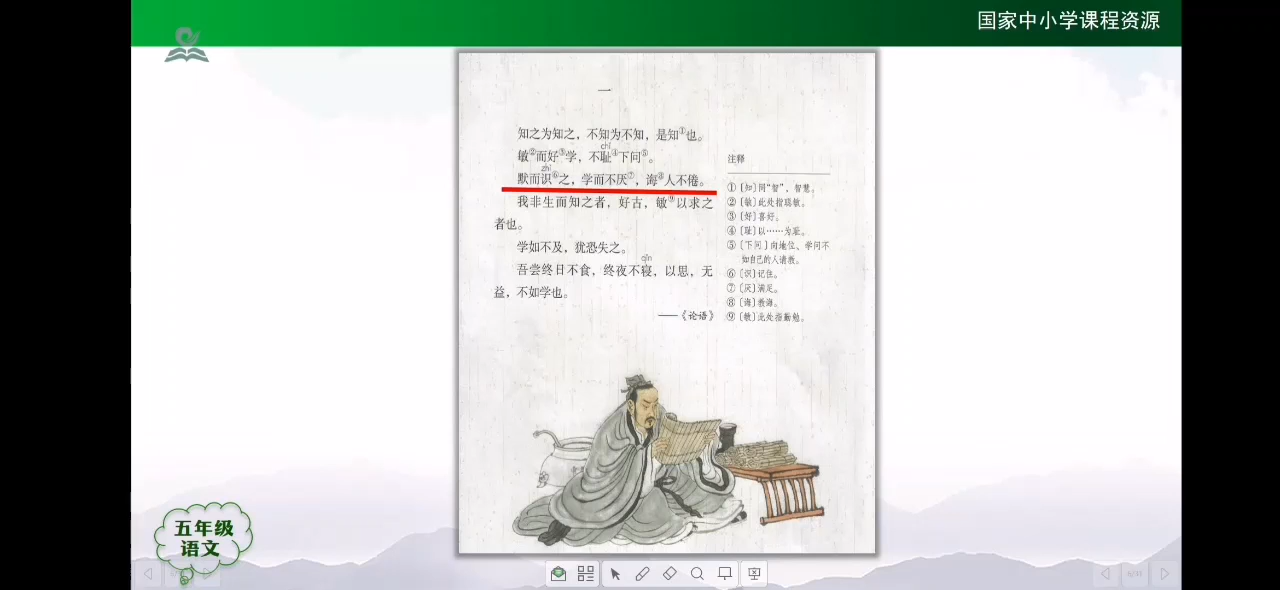 国家中小学课程资源
一
知之为知之，不知为不知，是知①也。
chǐ
敏②而好③学，不耻④下问⑤。
zhì
默而识⑥之，学而不厌⑦，诲⑧人不倦。
我非生而知之者，好古，敏⑨以求之
者也。
学如不及，犹恐失之。
qǐn
吾尝终日不食，终夜不寝，以思，无
益，不如学也。
——《论语》
注释
①〔知〕同“智”，智慧。
②〔敏〕此处指聪敏。
③〔好〕喜好。
④〔耻〕以……为耻。
⑤〔下问〕向地位、学问不
如自己的人请教。
⑥〔识〕记住。
⑦〔厌〕满足。
⑧〔诲〕教诲。
⑨〔敏〕此处指勤勉。
五年级
语文